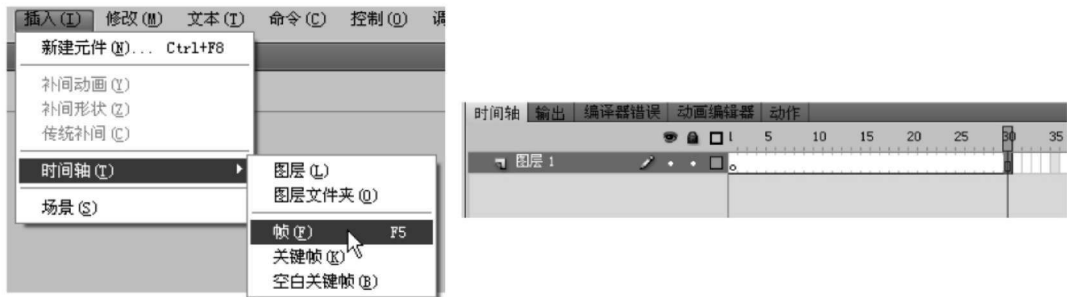 插入(I) 修改(M) 文本(T) 命令(C) 控制(O) 调
新建元件(N)... Ctrl+F8
补间动画(Y)
补间形状(Z)
传统补间(C)
时间轴(T)
场景(S)
图层(L)
图层文件夹(O)
帧(F) F5
关键帧(K)
空白关键帧(B)
时间轴 输出 编译器错误 动画编辑器 动作
1 5 10 15 20 25 30 35
图层 1